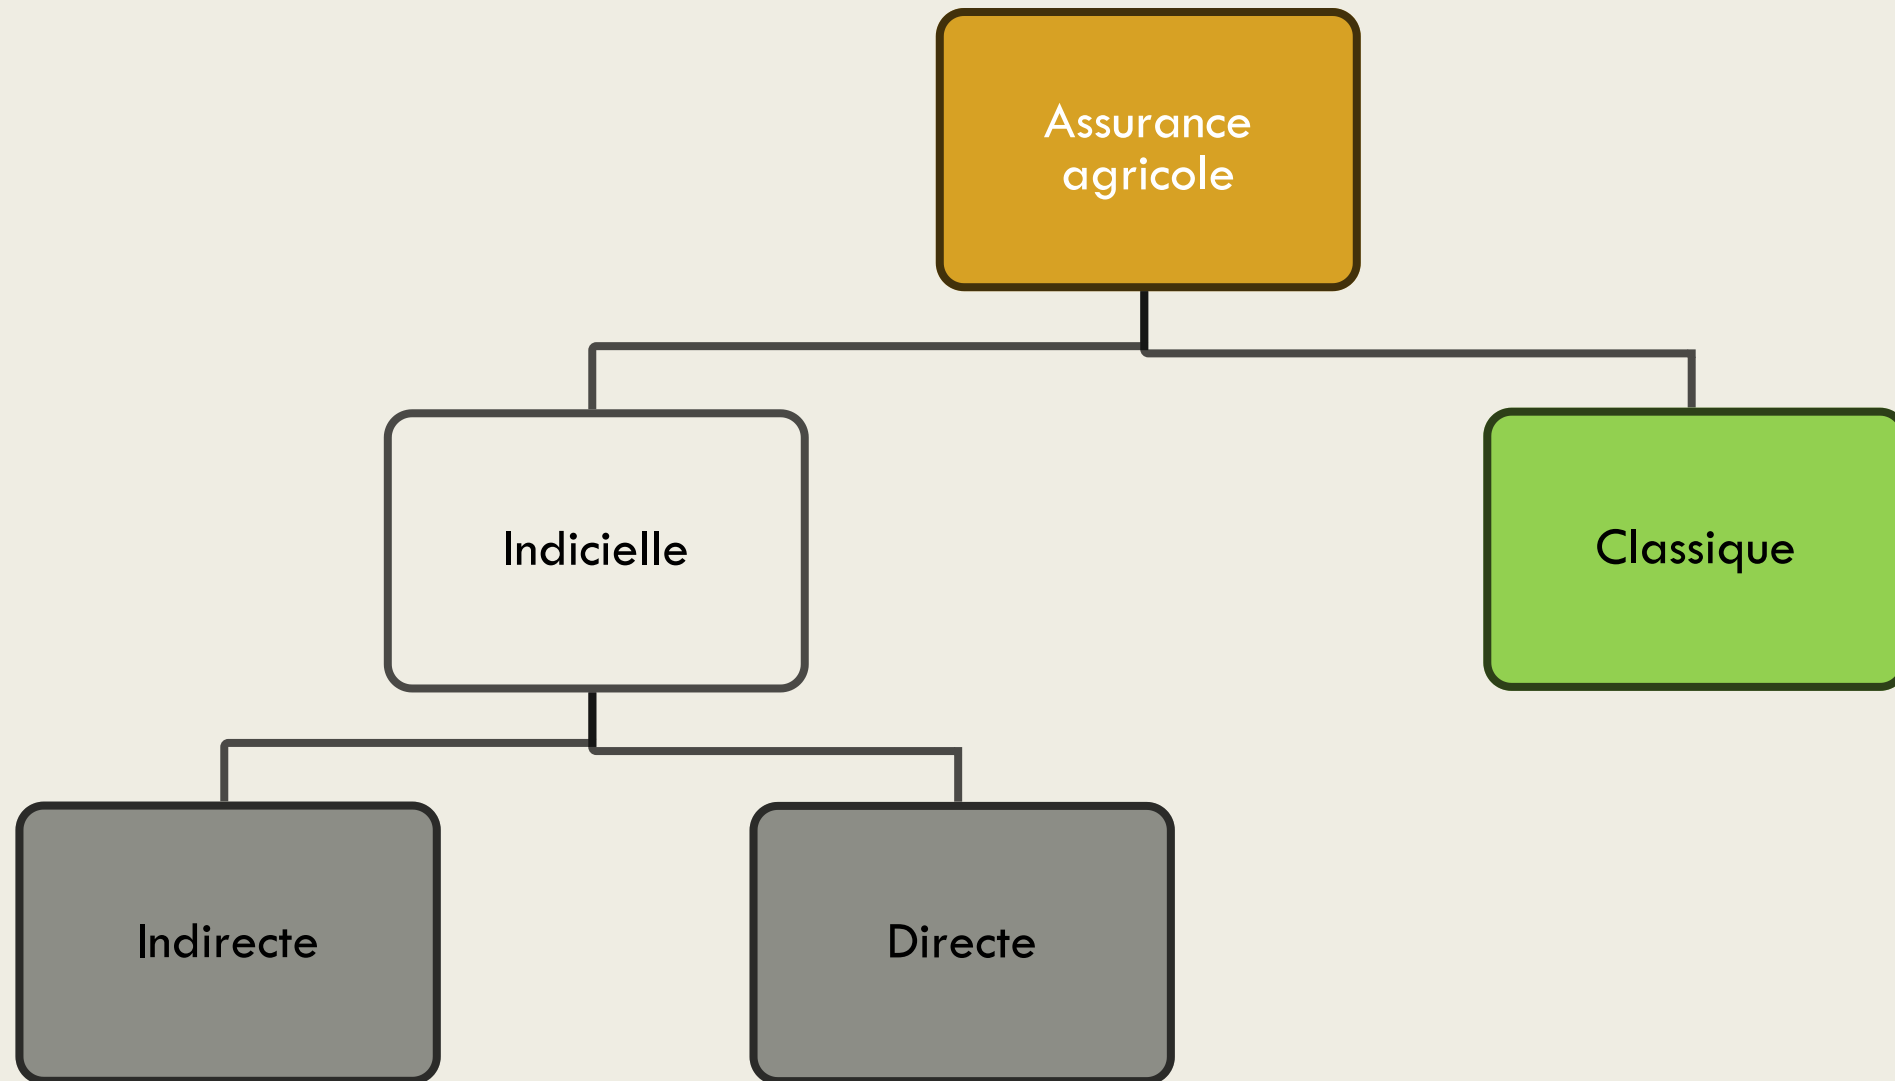 Assurance
agricole
Indicielle
Classique
Indirecte
Directe